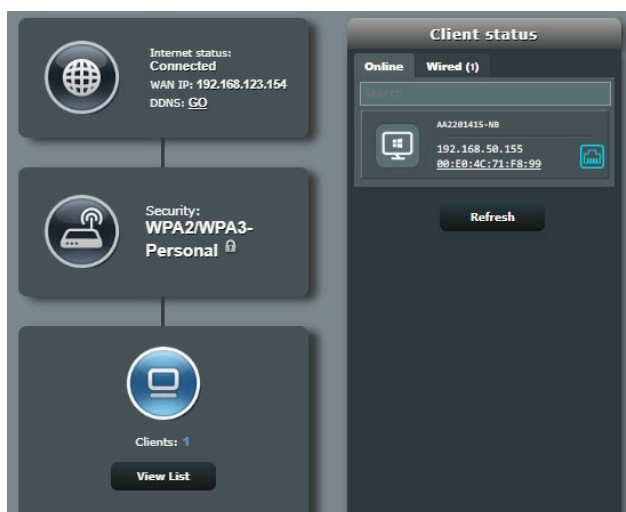 Internet status:
Connected
WAN IP: 192.168.123.154
DDNS: GO
Security:
WPA2/WPA3-
Personal
Clients: 1
View List
Client status
Online Wired (1)
Search
AA2201415-NB
192.168.50.155
00:E0:4C:71:F8:99
Refresh